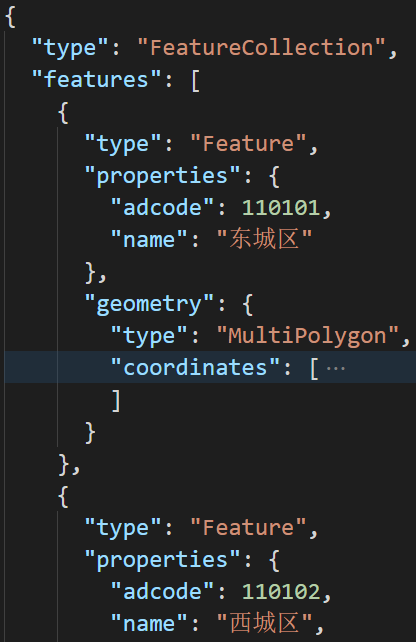 {
"type": "FeatureCollection",
"features": [
{
"type": "Feature",
"properties": {
"adcode": 110101,
"name": "东城区"
},
"geometry": {
"type": "MultiPolygon",
"coordinates": [ ···
]
}
},
{
"type": "Feature",
"properties": {
"adcode": 110102,
"name": "西城区",